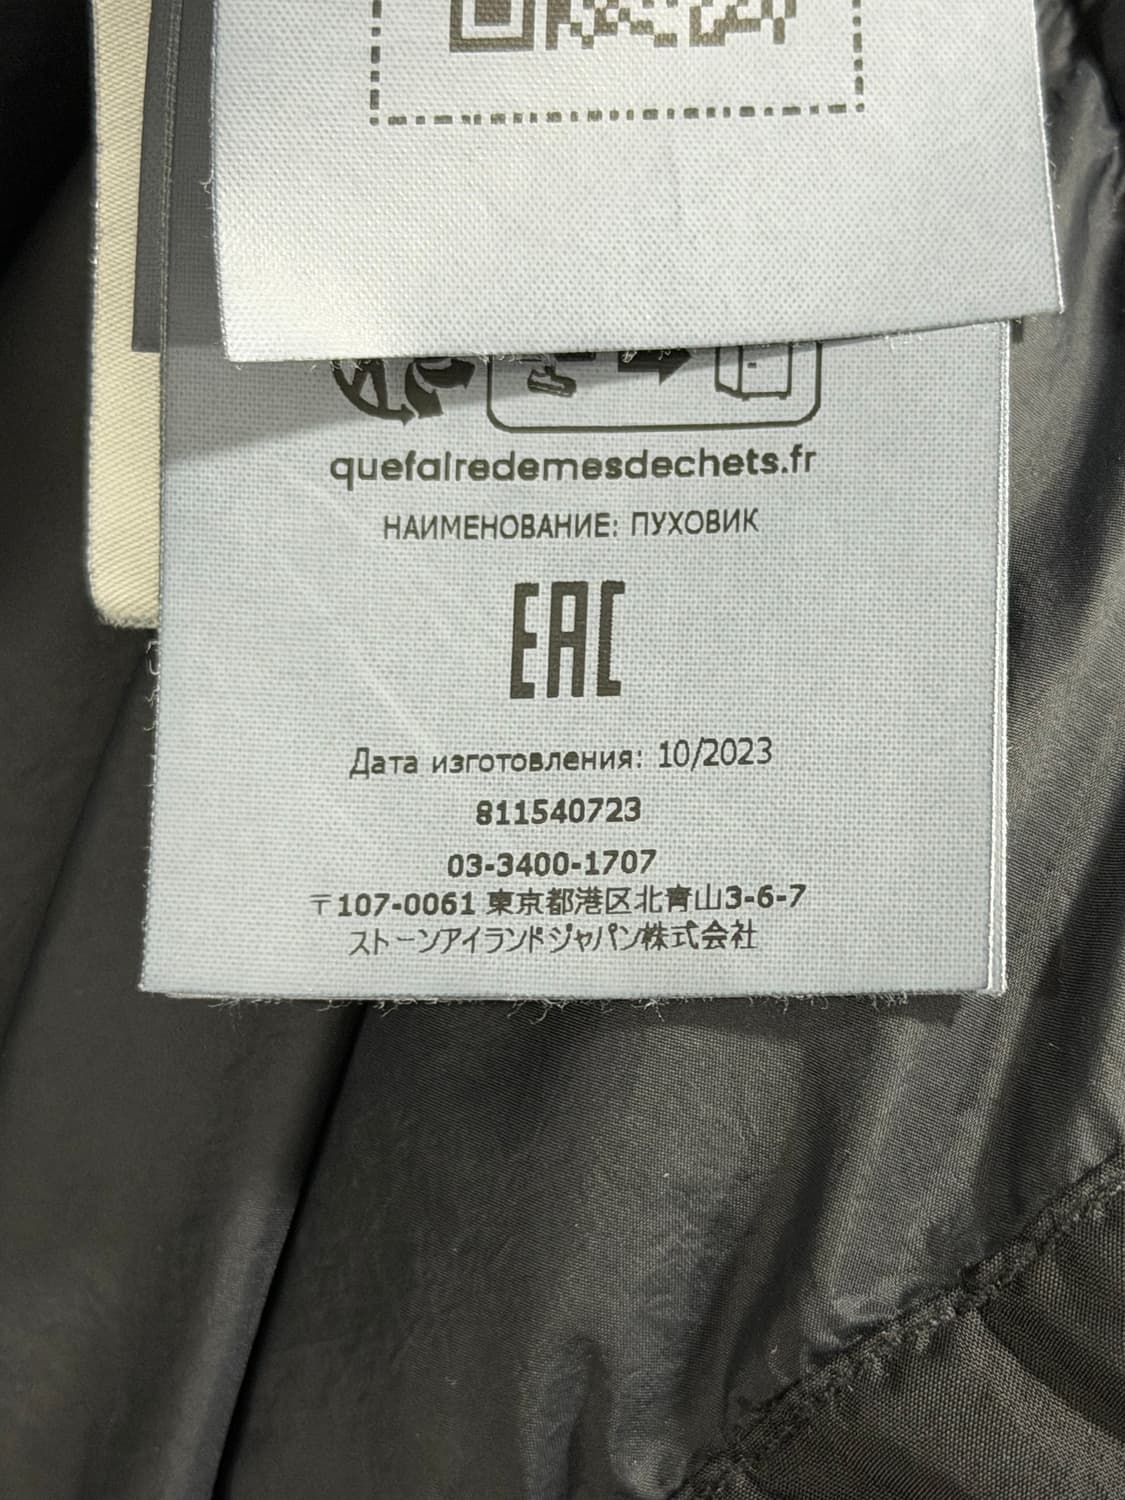 quefairedemesdechets.fr
НАИМЕНОВАНИЕ: ПУХОВИК
EAC
Дата изготовления: 10/2023
811540723
03-3400-1707
〒107-0061 東京都港区北青山3-6-7
ストーンアイランドジャパン株式会社